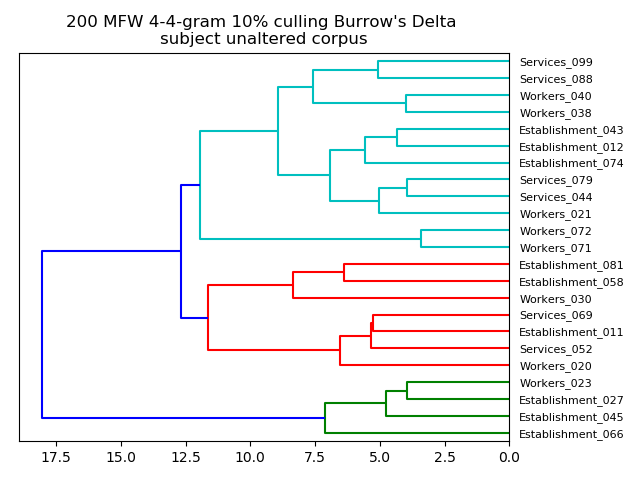 200 MFW 4-4-gram 10% culling Burrow's Delta
subject unaltered corpus
Services_099
Services_088
Workers_040
Workers_038
Establishment_043
Establishment_012
Establishment_074
Services_079
Services_044
Workers_021
Workers_072
Workers_071
Establishment_081
Establishment_058
Workers_030
Services_069
Establishment_011
Services_052
Workers_020
Workers_023
Establishment_027
Establishment_045
Establishment_066
17.5 15.0 12.5 10.0 7.5 5.0 2.5 0.0